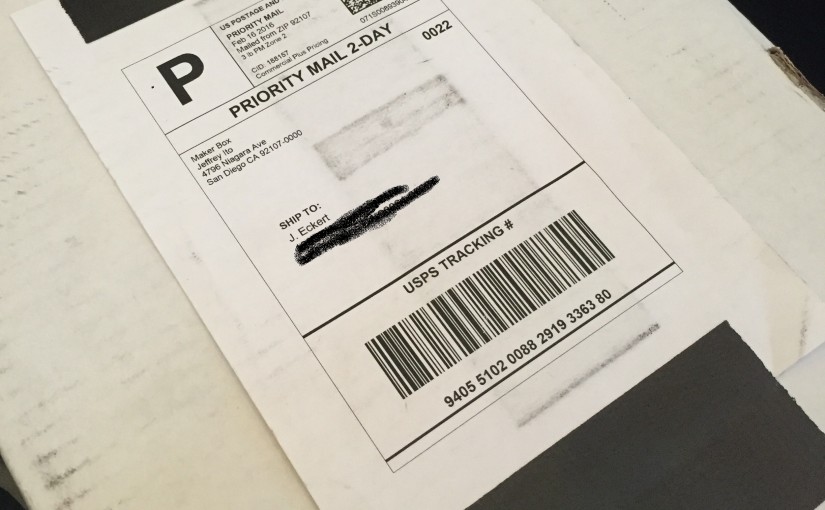 P
US POSTAGE AND
PRIORITY MAIL
Feb 16 2016
Mailed from ZIP 92107
3 lb PM Zone 2
CID: 188157
Commercial Plus Pricing
PRIORITY MAIL 2-DAY
0022
Maker Box
Jeffrey Ito
4796 Niagara Ave
San Diego CA 92107-0000
SHIP TO:
J. Eckert
USPS TRACKING #
9405 5102 0088 2919 3363 80